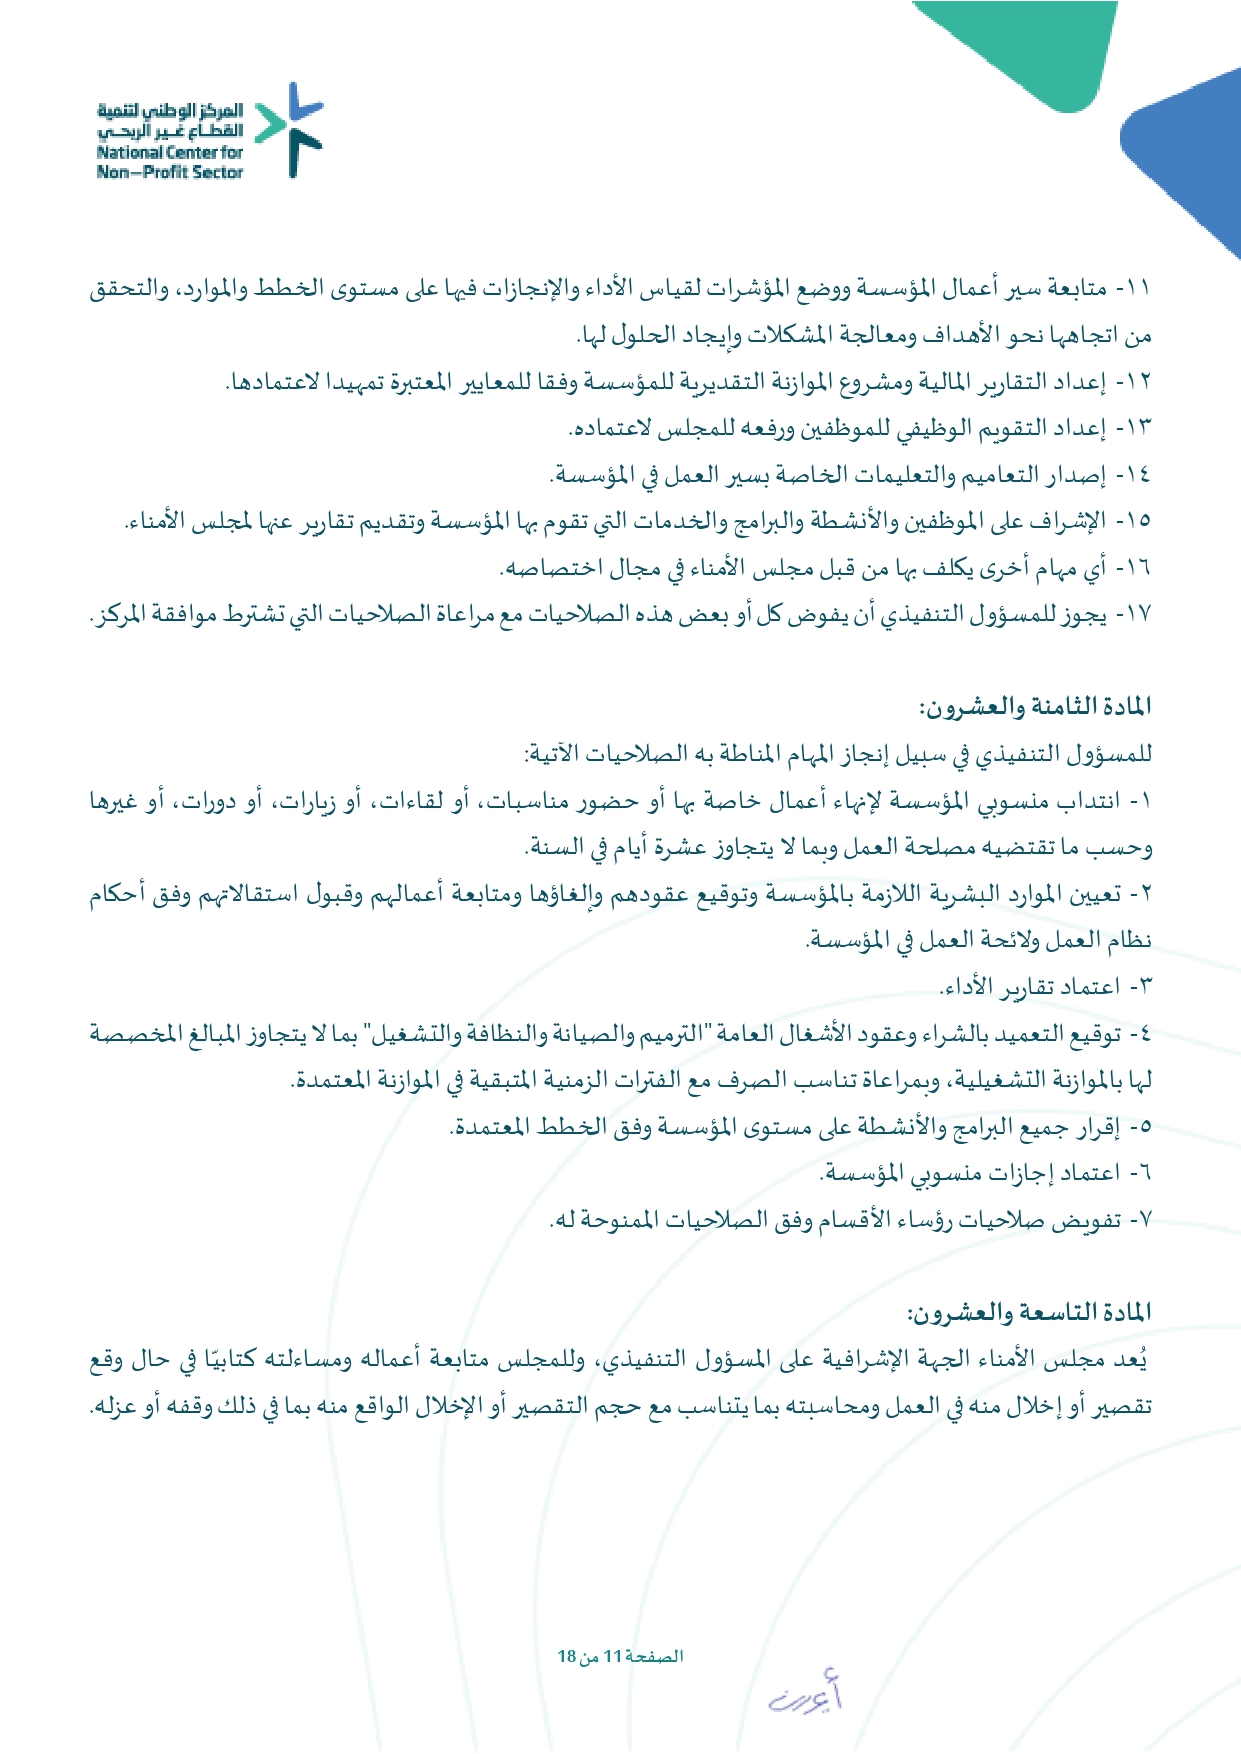 المركز الوطني لتنمية
القطاع غير الربحي
National Center for
Non–Profit Sector
١١- متابعة سير أعمال المؤسسة ووضع المؤشرات لقياس الأداء والإنجازات فيها على مستوى الخطط والموارد، والتحقق
من اتجاهها نحو الأهداف ومعالجة المشكلات وإيجاد الحلول لها.
١٢- إعداد التقارير المالية ومشروع الموازنة التقديرية للمؤسسة وفقا للمعايير المعتبرة تمهيدا لاعتمادها.
١٣- إعداد التقويم الوظيفي للموظفين ورفعه للمجلس لاعتماده.
١٤- إصدار التعاميم والتعليمات الخاصة بسير العمل في المؤسسة.
١٥- الإشراف على الموظفين والأنشطة والبرامج والخدمات التي تقوم بها المؤسسة وتقديم تقارير عنها لمجلس الأمناء.
١٦- أي مهام أخرى يكلف بها من قبل مجلس الأمناء في مجال اختصاصه.
١٧- يجوز للمسؤول التنفيذي أن يفوض كل أو بعض هذه الصلاحيات مع مراعاة الصلاحيات التي تشترط موافقة المركز.
المادة الثامنة والعشرون:
للمسؤول التنفيذي في سبيل إنجاز المهام المناطة به الصلاحيات الآتية:
١- انتداب منسوبي المؤسسة لإنهاء أعمال خاصة بها أو حضور مناسبات، أو لقاءات، أو زيارات، أو دورات، أو غيرها
وحسب ما تقتضيه مصلحة العمل وبما لا يتجاوز عشرة أيام في السنة.
٢- تعيين الموارد البشرية اللازمة بالمؤسسة وتوقيع عقودهم وإلغاؤها ومتابعة أعمالهم وقبول استقالاتهم وفق أحكام
نظام العمل ولائحة العمل في المؤسسة.
٣- اعتماد تقارير الأداء.
٤- توقيع التعميد بالشراء وعقود الأشغال العامة "الترميم والصيانة والنظافة والتشغيل" بما لا يتجاوز المبالغ المخصصة
لها بالموازنة التشغيلية، وبمراعاة تناسب الصرف مع الفترات الزمنية المتبقية في الموازنة المعتمدة.
٥- إقرار جميع البرامج والأنشطة على مستوى المؤسسة وفق الخطط المعتمدة.
٦- اعتماد إجازات منسوبي المؤسسة.
٧- تفويض صلاحيات رؤساء الأقسام وفق الصلاحيات الممنوحة له.
المادة التاسعة والعشرون:
يُعد مجلس الأمناء الجهة الإشرافية على المسؤول التنفيذي، وللمجلس متابعة أعماله ومساءلته كتابيّا في حال وقع
تقصير أو إخلال منه في العمل ومحاسبته بما يتناسب مع حجم التقصير أو الإخلال الواقع منه بما في ذلك وقفه أو عزله.
الصفحة 11 من 18